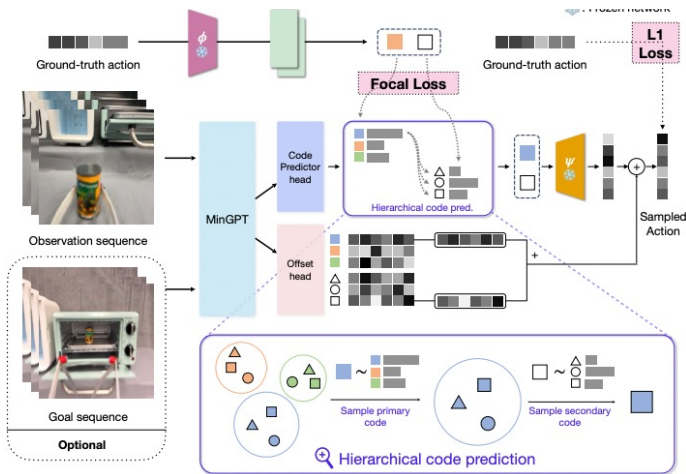 : Frozen network
Ground-truth action
ϕ
Focal Loss
Ground-truth action
L1
Loss
MinGPT
Code
Predictor
head
Hierarchical code pred.
ψ
+
Sampled
Action
Observation sequence
Offset
head
+
Goal sequence
Optional
~
Sample primary
code
~
Sample secondary
code
Hierarchical code prediction